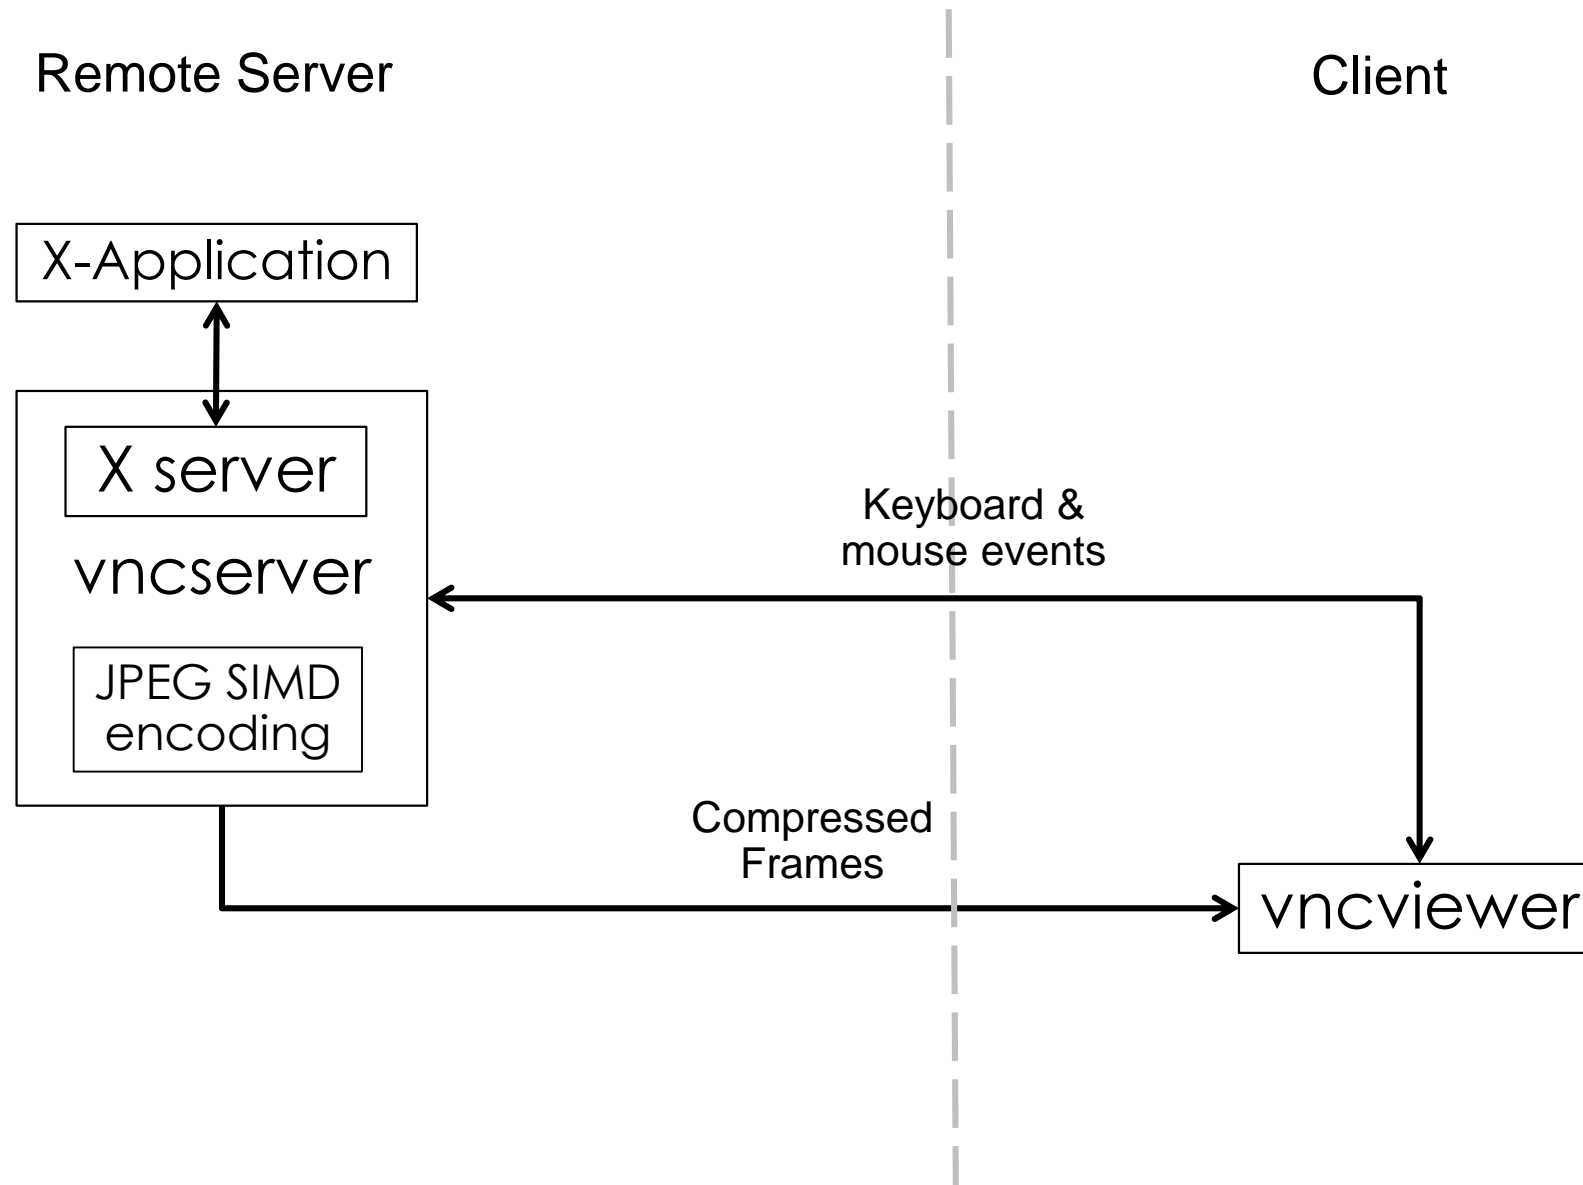 Remote Server
Client
X-Application
X server
vncserver
JPEG SIMD
encoding
Keyboard &
mouse events
Compressed
Frames
vncviewer